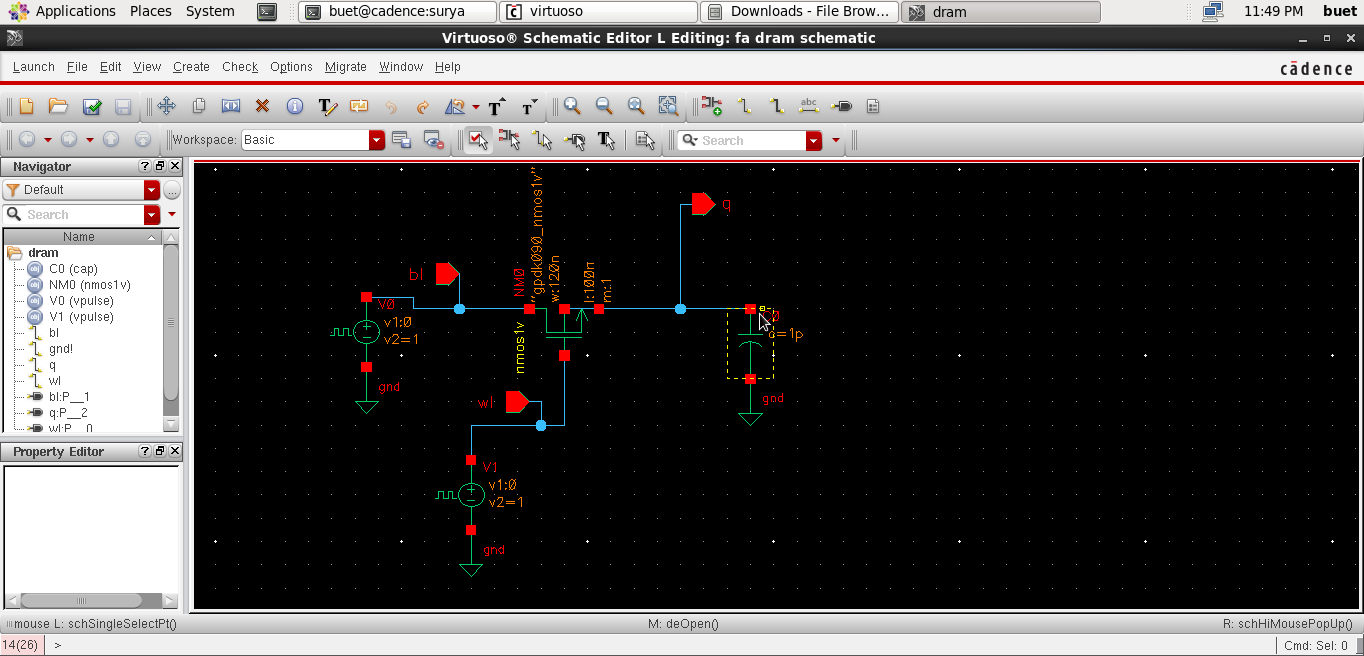 Applications Places System buet@cadence:surya virtuoso Downloads - File Brow... dram 11:49 PM buet
Virtuoso® Schematic Editor L Editing: fa dram schematic
Launch File Edit View Create Check Options Migrate Window Help
cādence
Workspace: Basic Search
Navigator
Default
Search
Name
dram
C0 (cap)
NM0 (nmos1v)
V0 (vpulse)
V1 (vpulse)
bl
gnd!
q
wl
bl:P__1
q:P__2
wl:P__0
Property Editor
q
"gpdk090_nmos1v"
w:120n
l:100n
m:1
NM0
nmos1v
bl
V0
v1:0
v2=1
gnd
c=1p
gnd
wl
V1
v1:0
v2=1
gnd
mouse L: schSingleSelectPt() M: deOpen() R: schHiMousePopUp()
14(26) > Cmd: Sel: 0